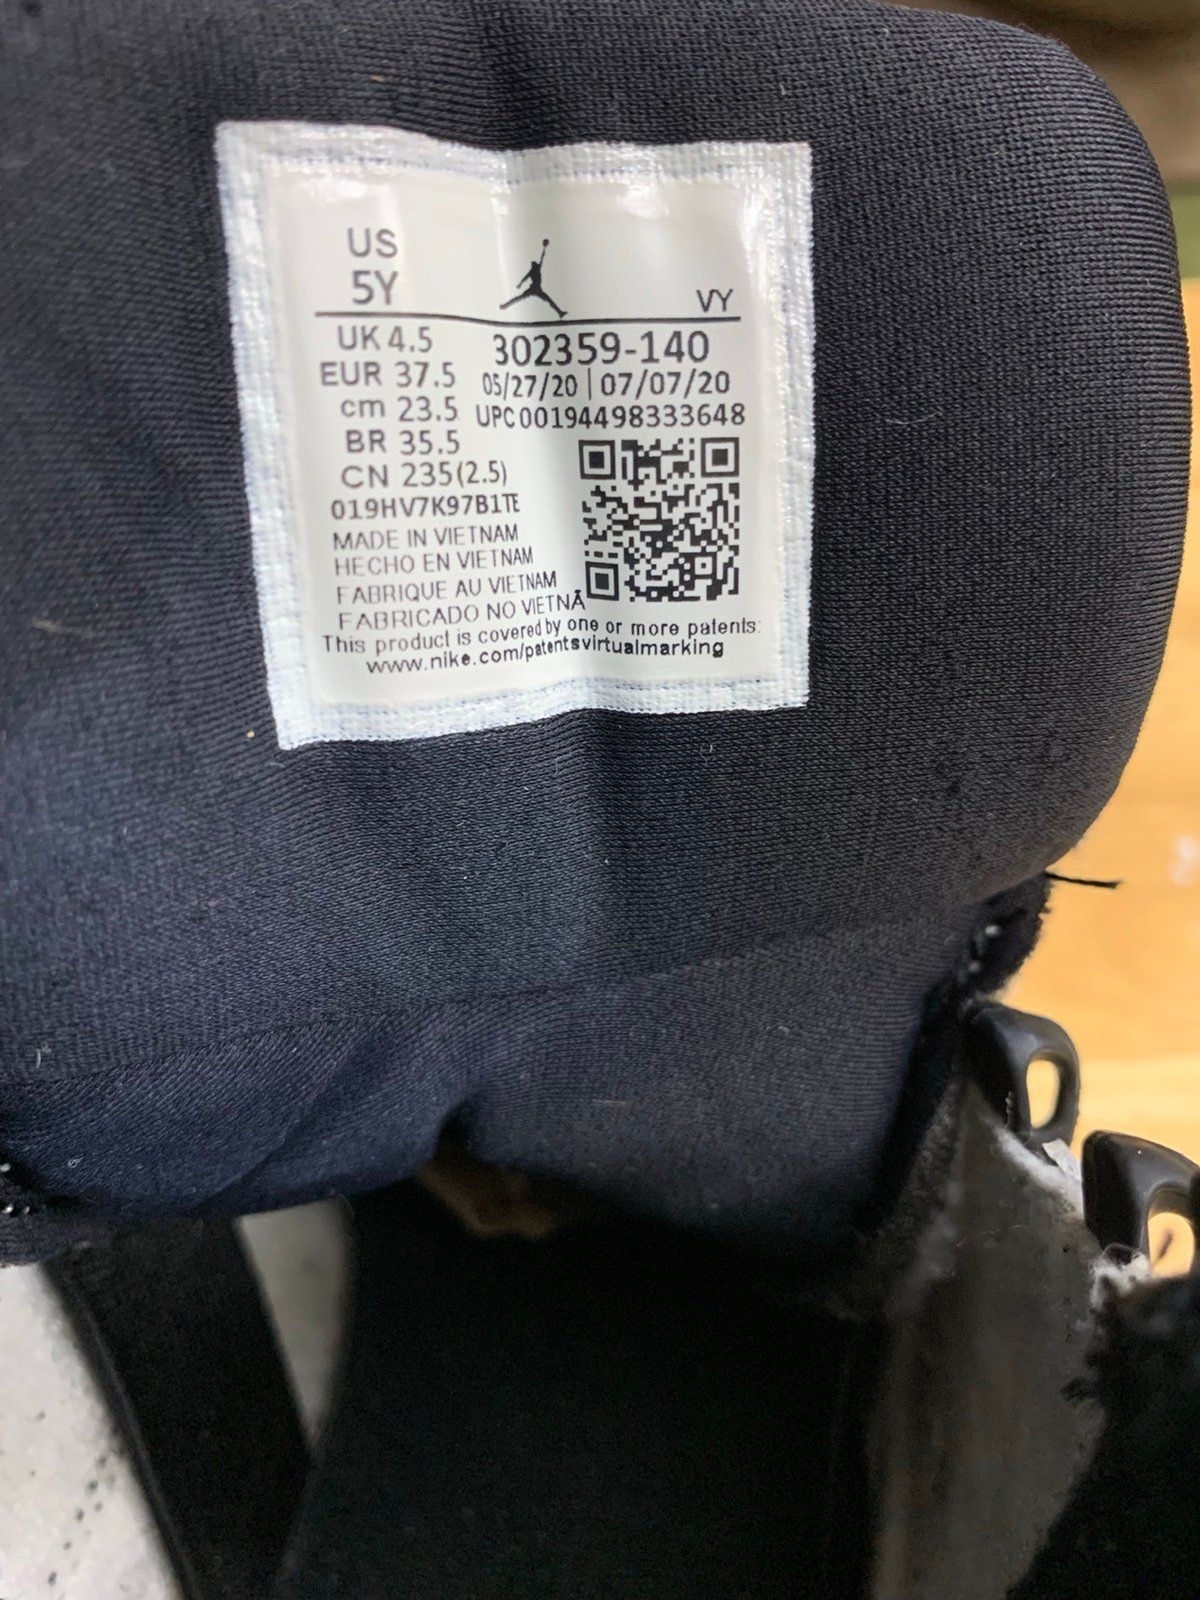 US
5Y
VY
UK 4.5
302359-140
EUR 37.5
05/27/20 | 07/07/20
cm 23.5
UPC00194498333648
BR 35.5
CN 235(2.5)
019HV7K97B1TE
MADE IN VIETNAM
HECHO EN VIETNAM
FABRIQUE AU VIETNAM
FABRICADO NO VIETNÃ
This product is covered by one or more patents:
www.nike.com/patentsvirtualmarking